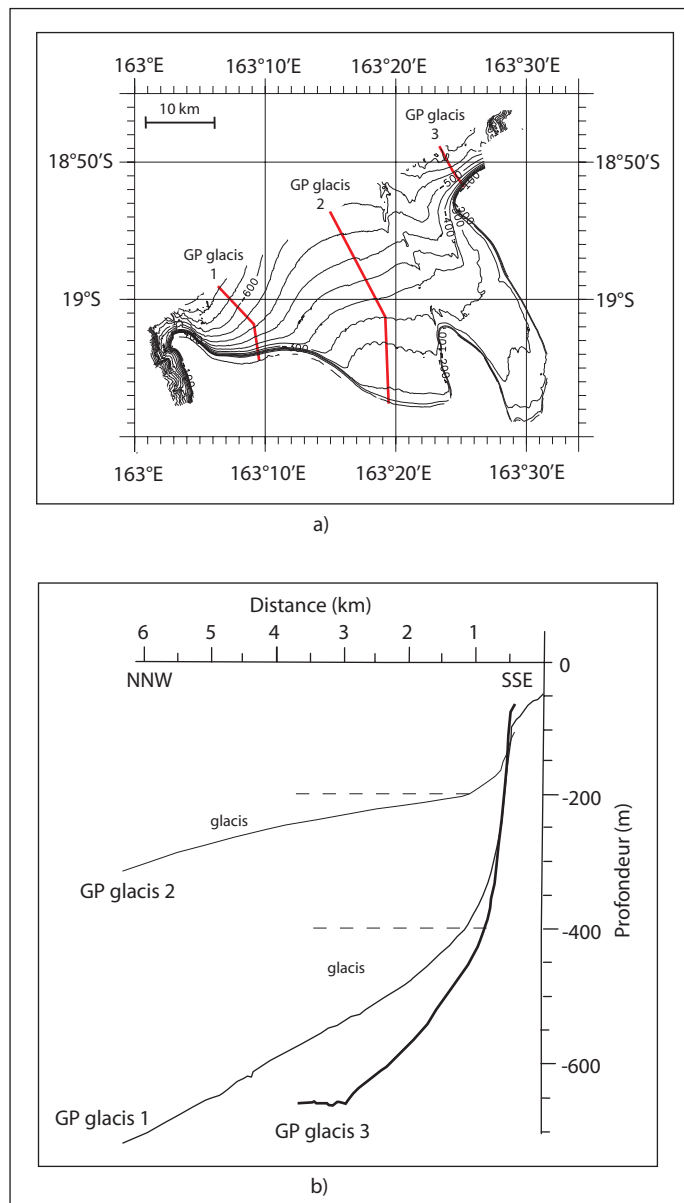 163°E 163°10'E 163°20'E 163°30'E
10 km
GP glacis
3
18°50'S 18°50'S
GP glacis
2
GP glacis
1
-500
-400
-600
19°S 19°S
163°E 163°10'E 163°20'E 163°30'E
a)
Distance (km)
6 5 4 3 2 1
0
NNW SSE
-200
glacis
GP glacis 2
Profondeur (m)
-400
glacis
-600
GP glacis 1
GP glacis 3
b)